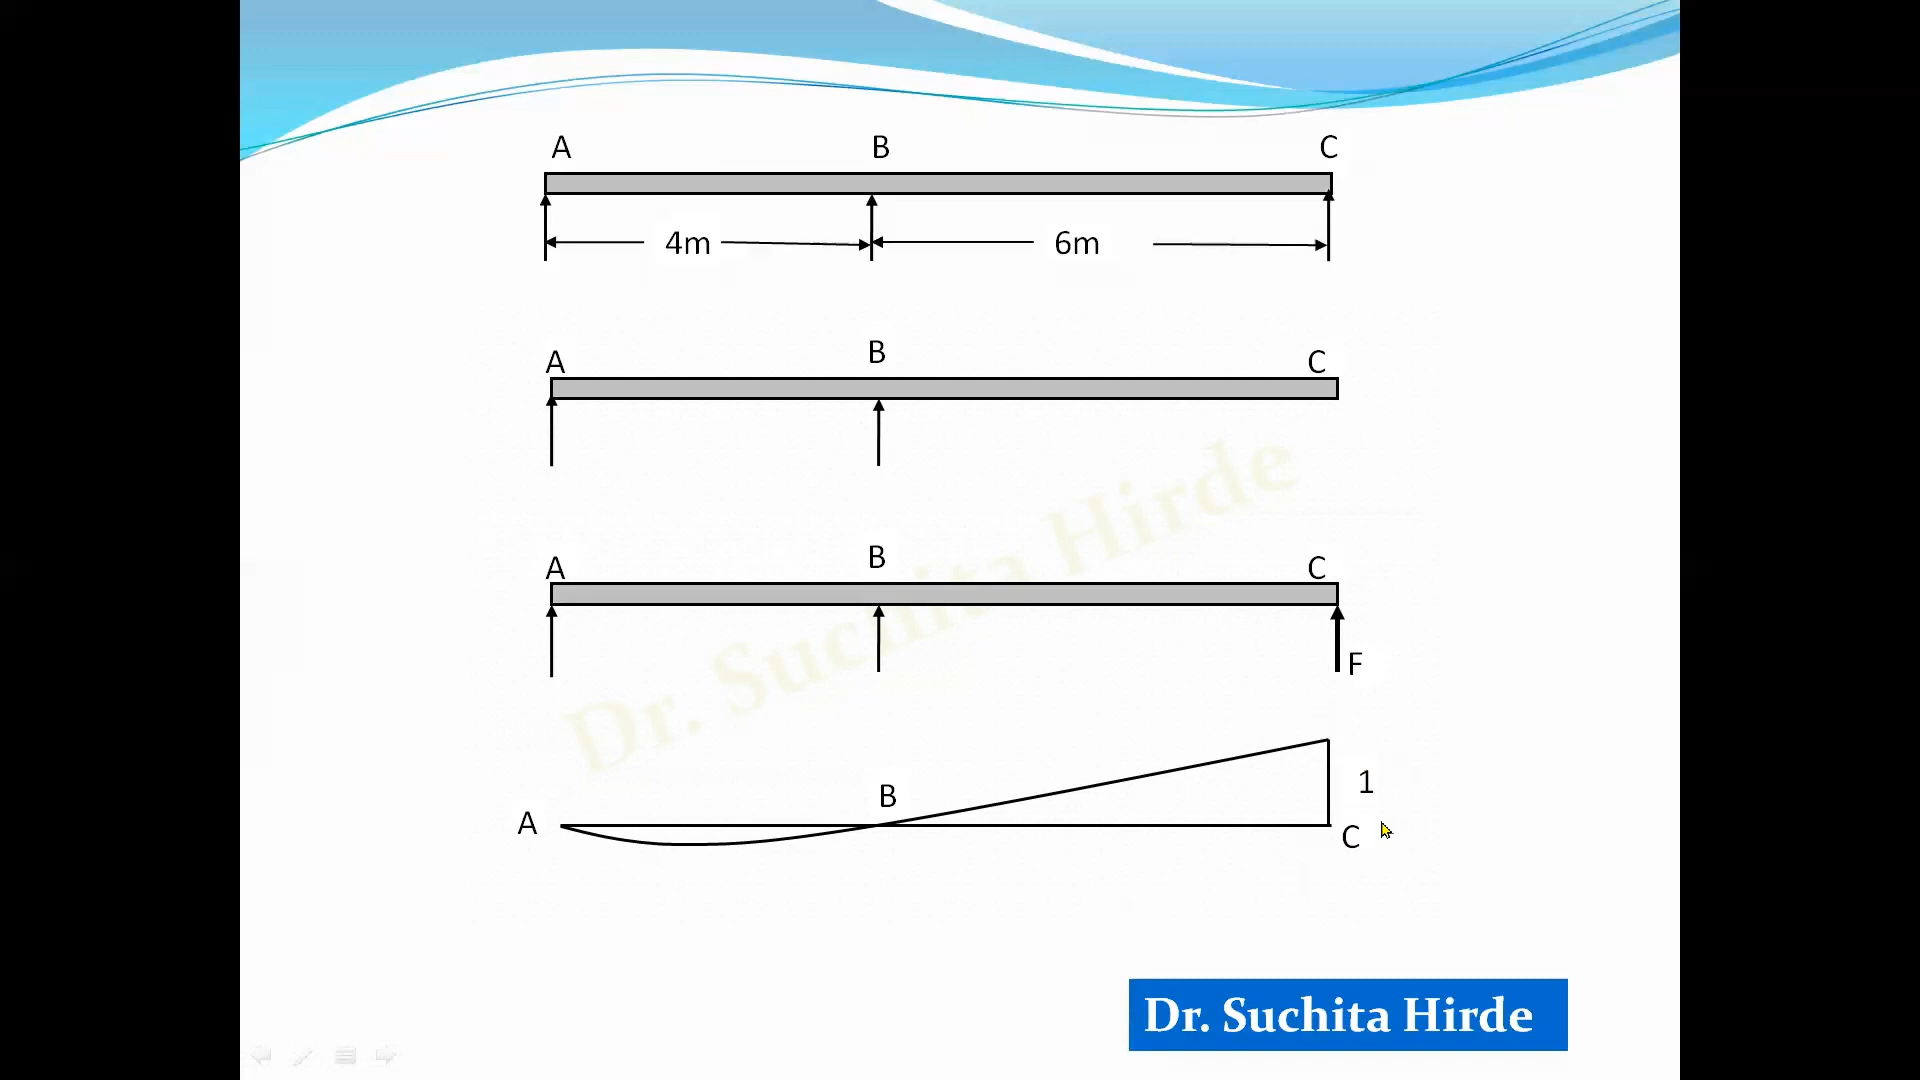 A B C
4m 6m
A B C
A B C
F
Dr. Suchita Hirde
B
1
A
C
Dr. Suchita Hirde